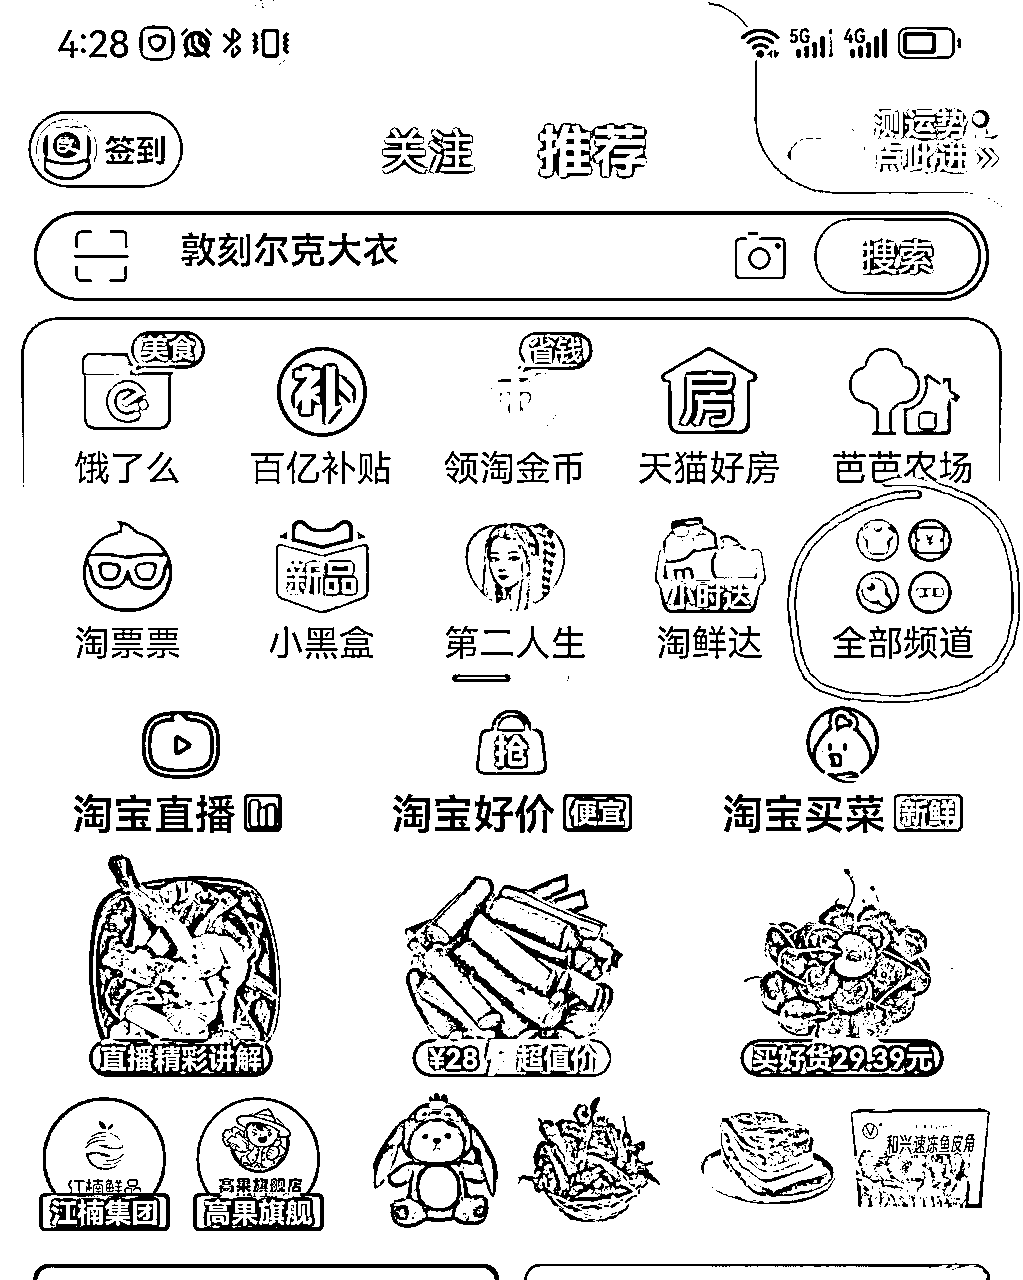 4:28 5G 4G
签到 关注 推荐 测运势
点此进 »
敦刻尔克大衣 搜索
美食 省钱
补 币 房
饿了么 百亿补贴 领淘金币 天猫好房 芭芭农场
新品 小时达
淘票票 小黑盒 第二人生 淘鲜达 全部频道
抢
淘宝直播 淘宝好价 便宜 淘宝买菜 新鲜
直播精彩讲解 ¥28 超值价 买好货29.39元
江楠鲜品 高果旗舰店 和兴速冻鱼皮角
江楠集团 高果旗舰